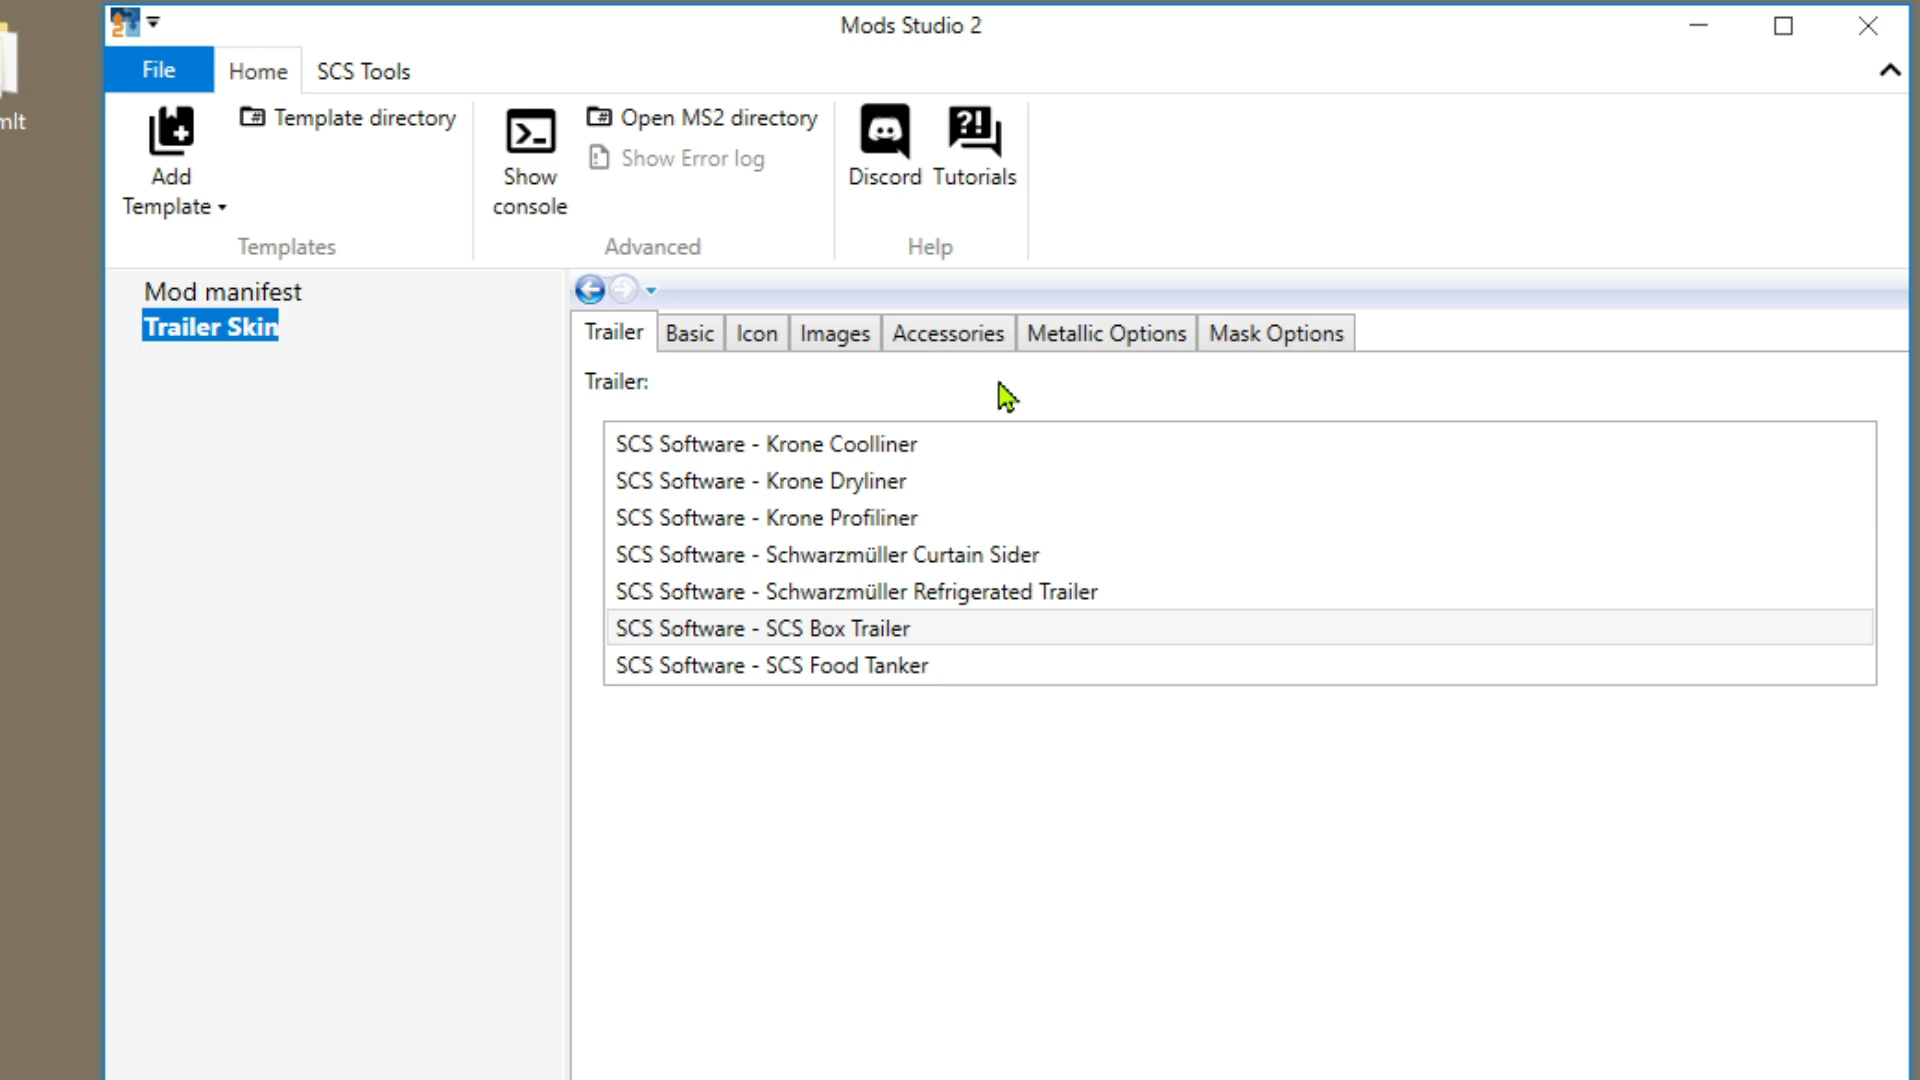 Mods Studio 2
File
Home
SCS Tools
Add
Template
Template directory
Templates
Show
console
Open MS2 directory
Show Error log
Advanced
Discord
Tutorials
Help
Mod manifest
Trailer Skin
Trailer
Basic
Icon
Images
Accessories
Metallic Options
Mask Options
Trailer:
SCS Software - Krone Coolliner
SCS Software - Krone Dryliner
SCS Software - Krone Profiliner
SCS Software - Schwarzmüller Curtain Sider
SCS Software - Schwarzmüller Refrigerated Trailer
SCS Software - SCS Box Trailer
SCS Software - SCS Food Tanker